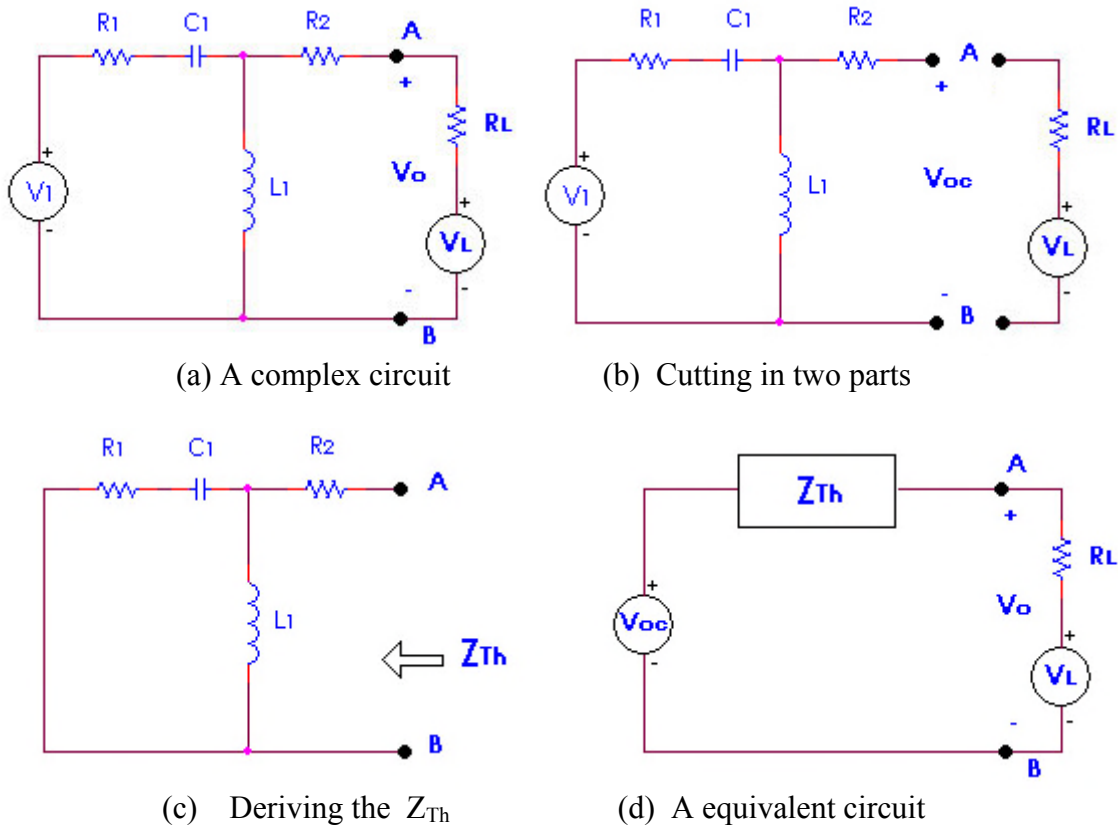 R1 C1 R2 A
+
RL
V1 + - L1 Vo
+ VL -
-
B
(a) A complex circuit
R1 C1 R2 A
+
RL
V1 + - L1 Voc
+ VL -
-
B
(b) Cutting in two parts
R1 C1 R2 A
L1
ZTh
B
(c) Deriving the ZTh
ZTh A
+
RL
Voc + - Vo
+ VL -
-
B
(d) A equivalent circuit